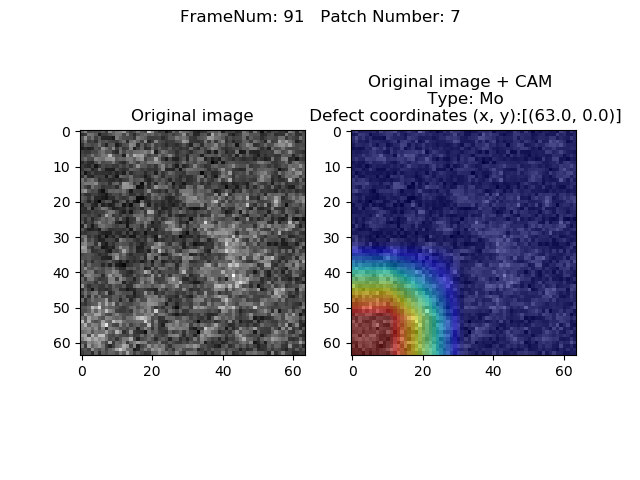 FrameNum: 91   Patch Number: 7
Original image
0
10
20
30
40
50
60
0 20 40 60
Original image + CAM
Type: Mo
Defect coordinates (x, y):[(63.0, 0.0)]
0
10
20
30
40
50
60
0 20 40 60